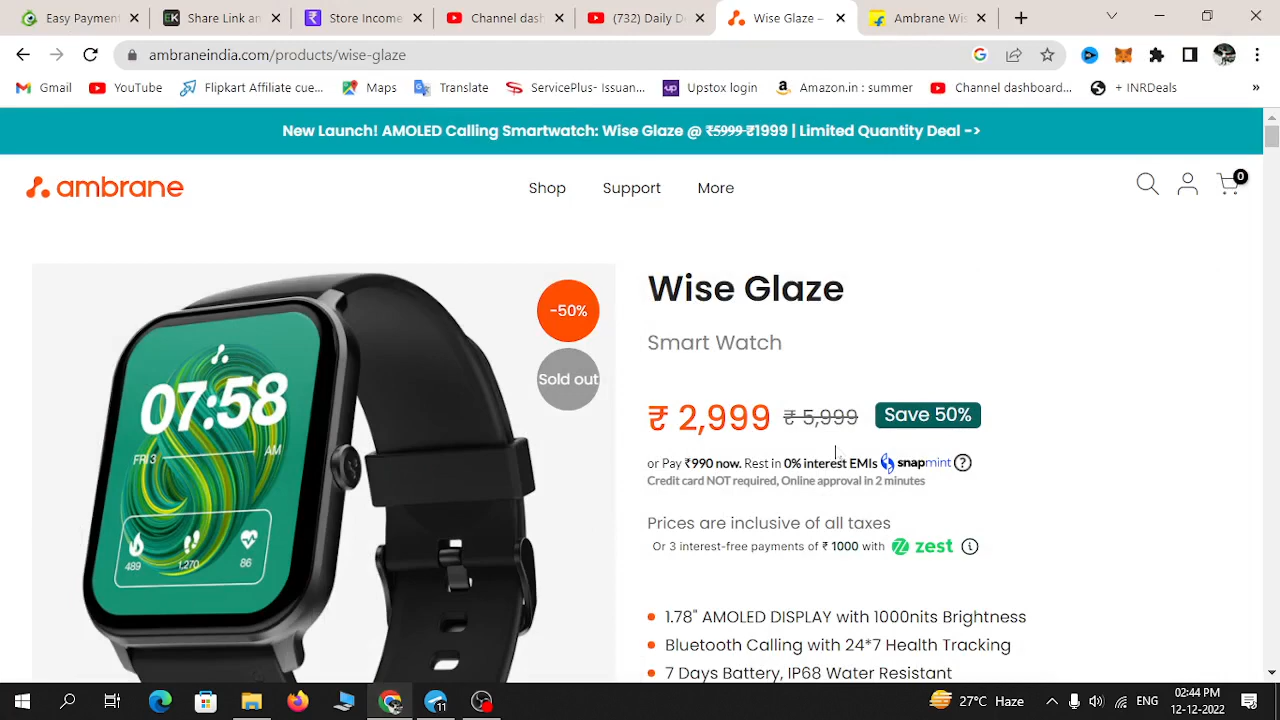 Easy Payment
Share Link an
Store Income
Channel dash
(732) Daily D
Wise Glaze –
Ambrane Wis
ambraneindia.com/products/wise-glaze
Gmail
YouTube
Flipkart Affiliate cue...
Maps
Translate
ServicePlus- Issuan...
Upstox login
Amazon.in : summer
Channel dashboard...
+ INRDeals
New Launch! AMOLED Calling Smartwatch: Wise Glaze @ ₹5999 ₹1999 | Limited Quantity Deal ->
ambrane
Shop
Support
More
0
-50%
Sold out
07:58
FRI 3
AM
489
1,270
86
Wise Glaze
Smart Watch
₹ 2,999 ₹ 5,999 Save 50%
or Pay ₹990 now. Rest in 0% interest EMIs snapmint ?
Credit card NOT required, Online approval in 2 minutes
Prices are inclusive of all taxes
Or 3 interest-free payments of ₹ 1000 with zest
1.78" AMOLED DISPLAY with 1000nits Brightness
Bluetooth Calling with 24*7 Health Tracking
7 Days Battery, IP68 Water Resistant
11
27°C Haze
ENG
02:44 PM
12-12-2022